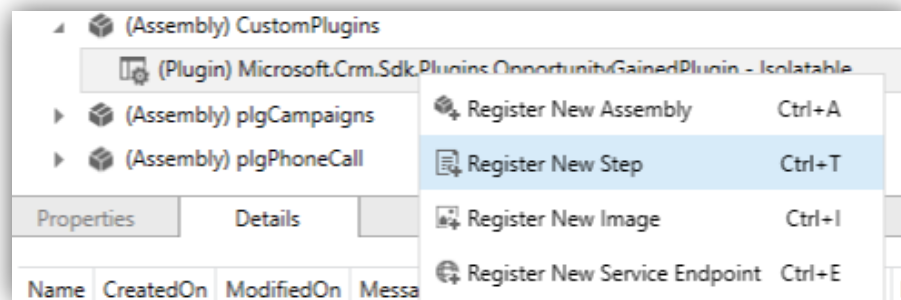 (Assembly) CustomPlugins
(Plugin) Microsoft.Crm.Sdk.Plugins.OpportunityGainedPlugin - Isolatable
(Assembly) plgCampaigns
(Assembly) plgPhoneCall
Register New Assembly Ctrl+A
Register New Step Ctrl+T
Register New Image Ctrl+I
Register New Service Endpoint Ctrl+E
Properties Details
Name CreatedOn ModifiedOn Messa